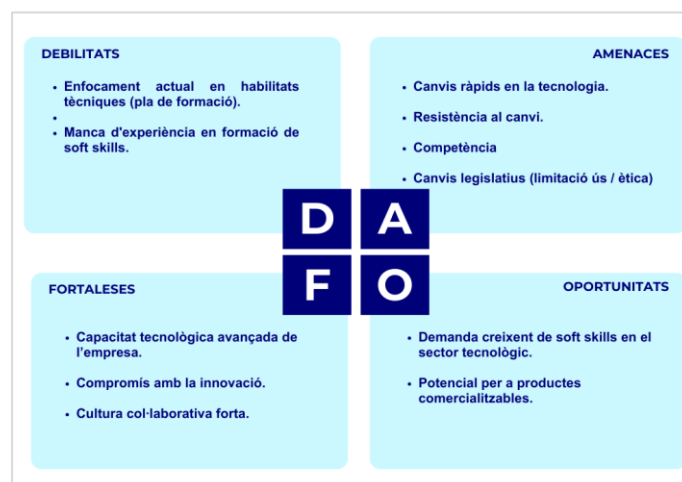 DEBILITATS
• Enfocament actual en habilitats
tècniques (pla de formació).
•
• Manca d'experiència en formació de
soft skills.
AMENACES
• Canvis ràpids en la tecnologia.
• Resistència al canvi.
• Competència
• Canvis legislatius (limitació ús / ètica)
D A
F O
FORTALESES
• Capacitat tecnològica avançada de
l'empresa.
• Compromís amb la innovació.
• Cultura col·laborativa forta.
OPORTUNITATS
• Demanda creixent de soft skills en el
sector tecnològic.
• Potencial per a productes
comercialitzables.